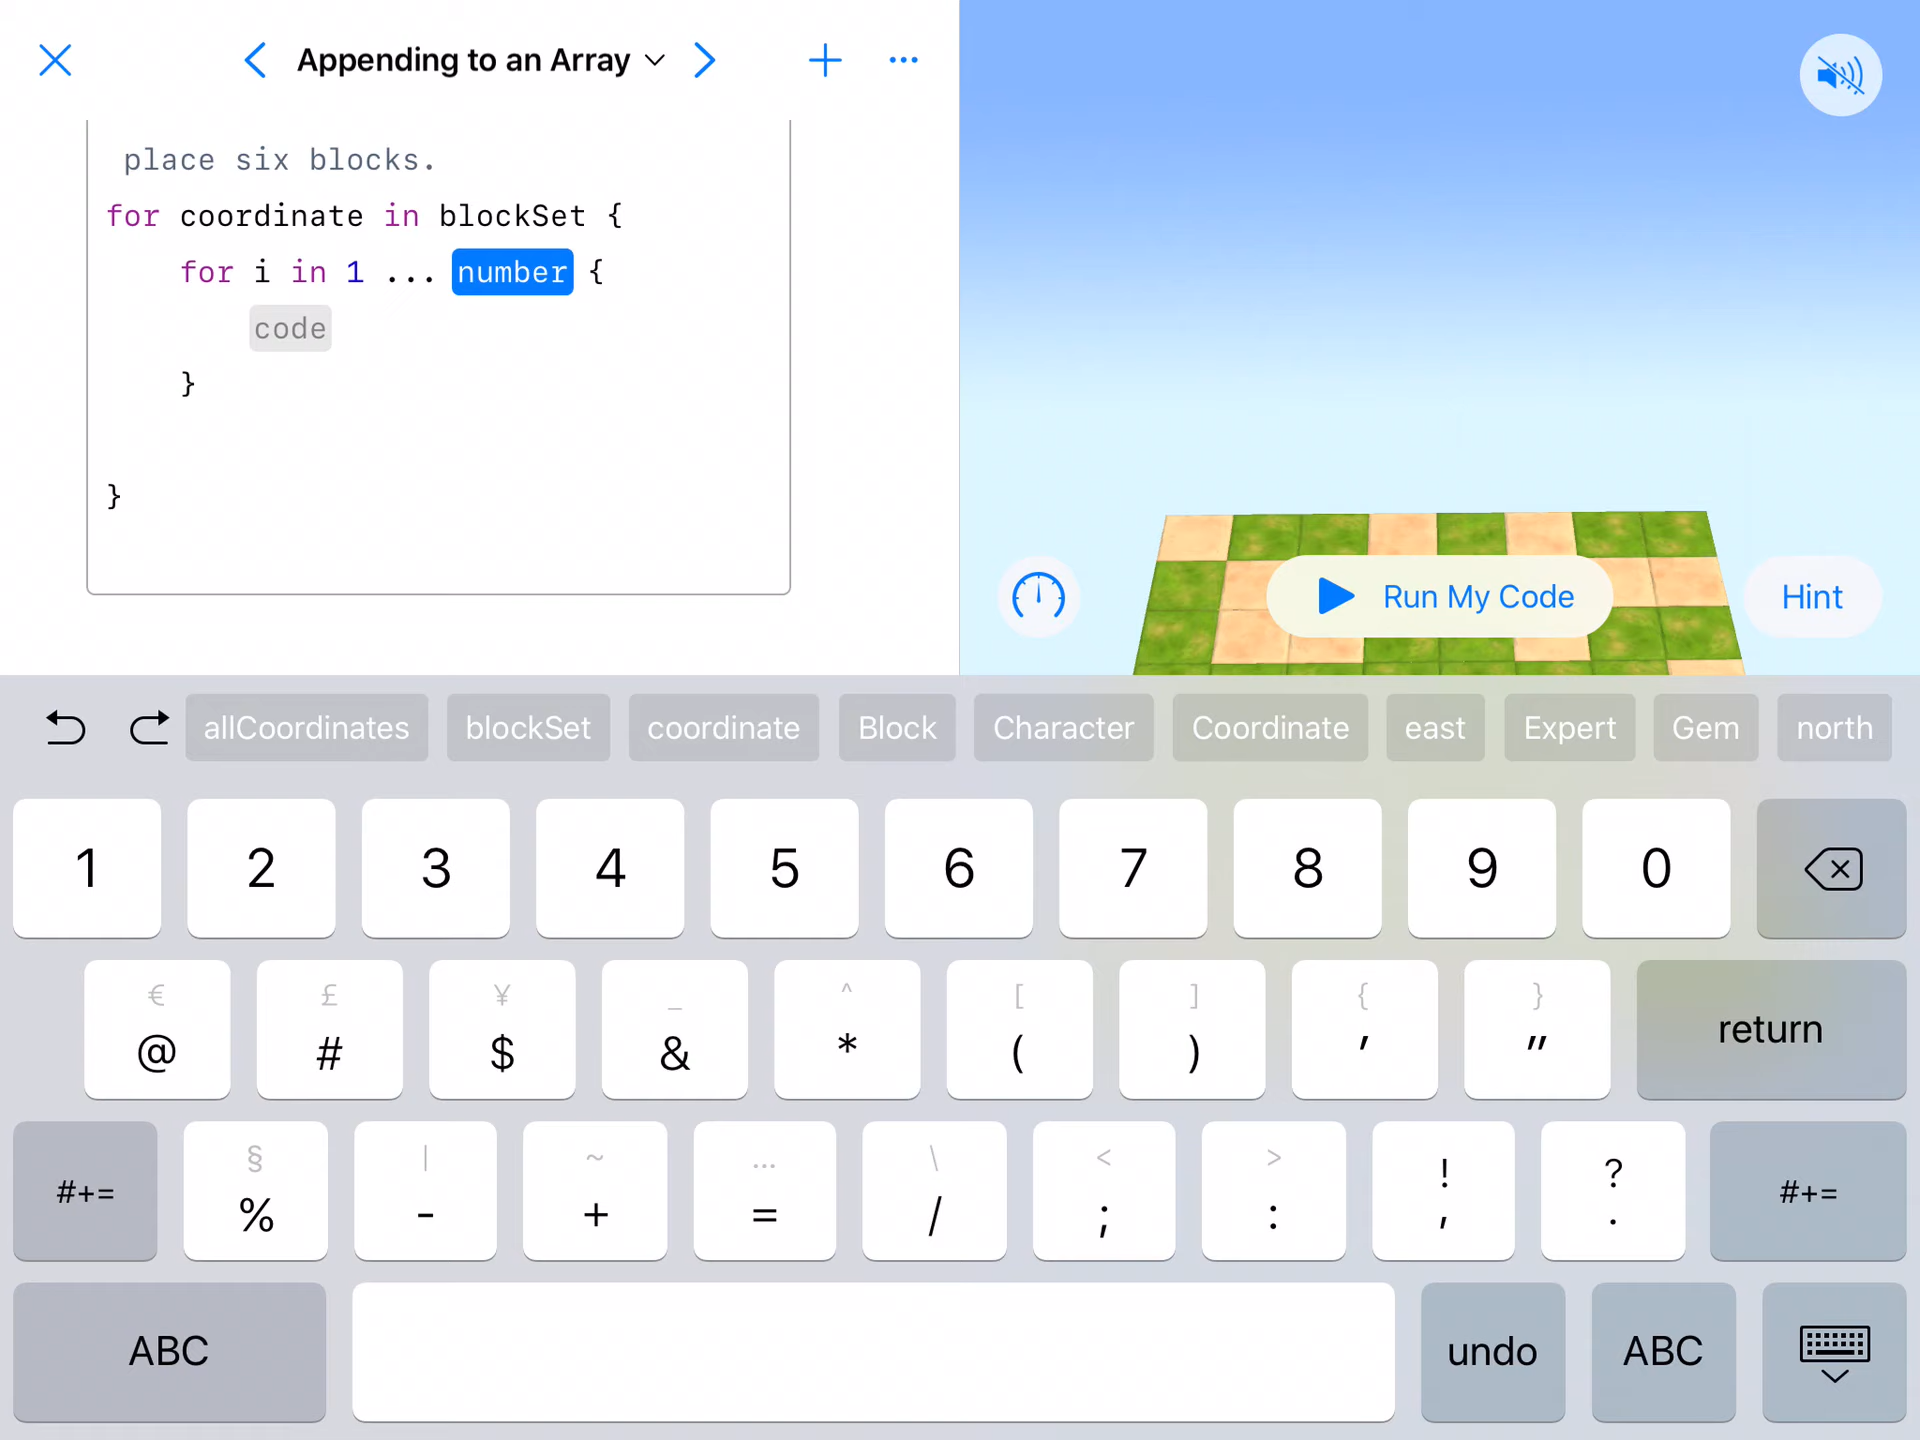 Appending to an Array
place six blocks.
for coordinate in blockSet {
for i in 1 ... number {
code
}
}
Run My Code
Hint
allCoordinates blockSet coordinate Block Character Coordinate east Expert Gem north
1 2 3 4 5 6 7 8 9 0
€ £ ¥ _ ^ [ ] { }
@ # $ & * ( ) ' " return
§ | ~ ... \ < > ! ?
#+= % - + = / ; : , . #+=
ABC undo ABC